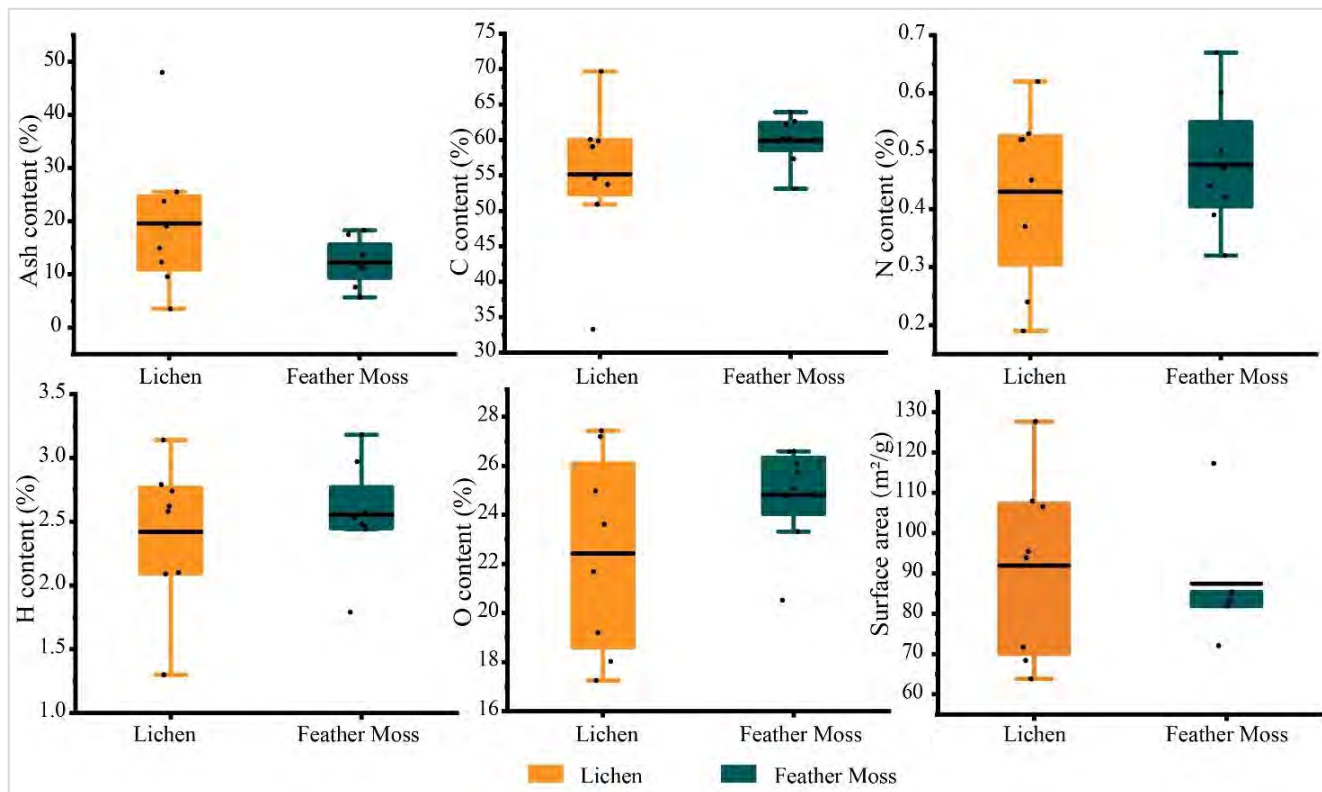 Ash content (%)
50
40
30
20
10
0
Lichen
Feather Moss
C content (%)
75
70
65
60
55
50
45
40
35
30
Lichen
Feather Moss
N content (%)
0.7
0.6
0.5
0.4
0.3
0.2
Lichen
Feather Moss
H content (%)
3.5
3.0
2.5
2.0
1.5
1.0
Lichen
Feather Moss
O content (%)
28
26
24
22
20
18
16
Lichen
Feather Moss
Surface area (m²/g)
130
120
110
100
90
80
70
60
Lichen
Feather Moss
Lichen
Feather Moss